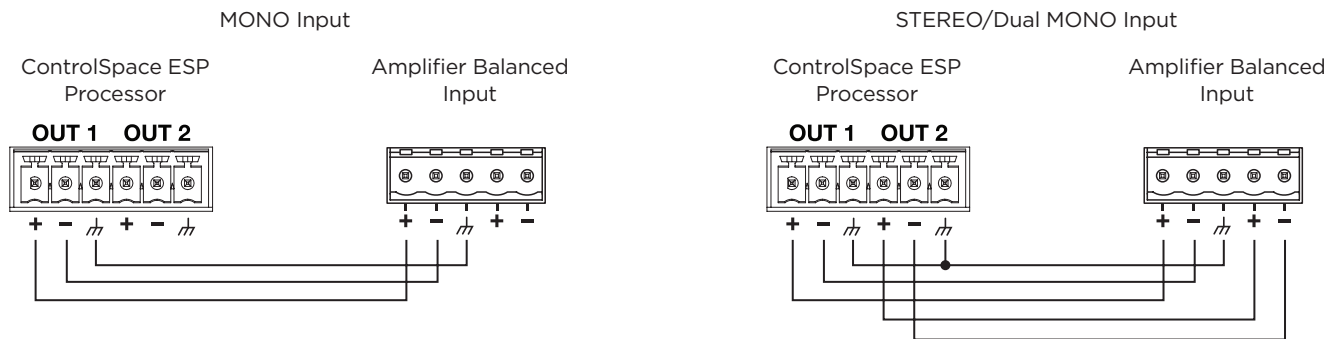 MONO Input
ControlSpace ESP
Processor
Amplifier Balanced
Input
OUT 1 OUT 2
+ − + −
+ − + −
STEREO/Dual MONO Input
ControlSpace ESP
Processor
Amplifier Balanced
Input
OUT 1 OUT 2
+ − + −
+ − + −